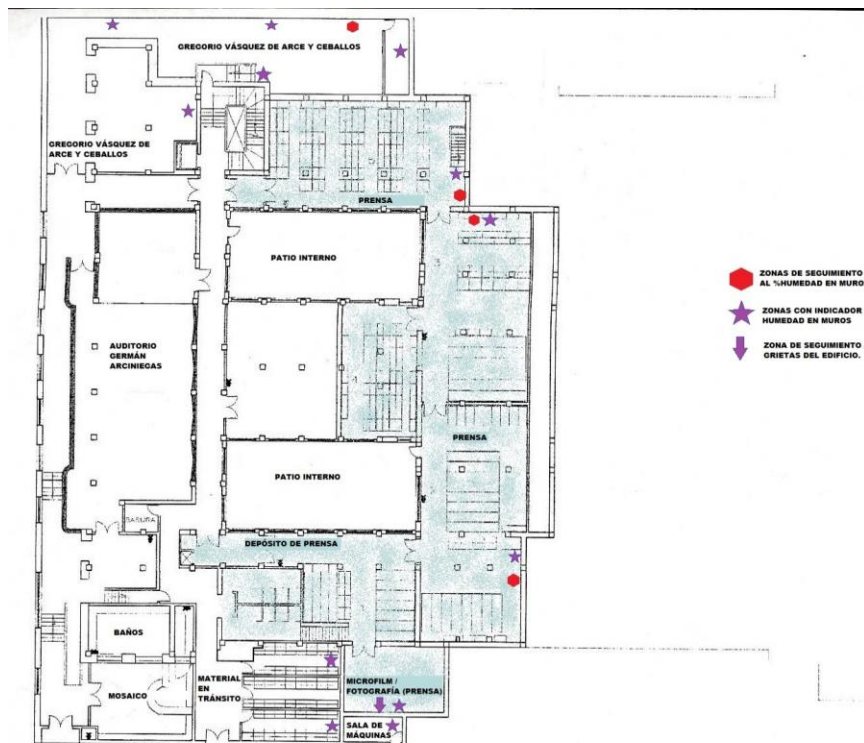 GREGORIO VÁSQUEZ DE ARCE Y CEBALLOS
GREGORIO VÁSQUEZ DE
ARCE Y CEBALLOS
PRENSA
PATIO INTERNO
ZONAS DE SEGUIMIENTO
AL %HUMEDAD EN MURO
ZONAS CON INDICADOR
HUMEDAD EN MUROS
ZONA DE SEGUIMIENTO
GRIETAS DEL EDIFICIO.
AUDITORIO
GERMÁN
ARCINIEGAS
PRENSA
PATIO INTERNO
BASURA
DEPÓSITO DE PRENSA
BAÑOS
MOSAICO
MATERIAL
EN
TRÁNSITO
MICROFILM /
FOTOGRAFÍA (PRENSA)
SALA DE
MÁQUINAS